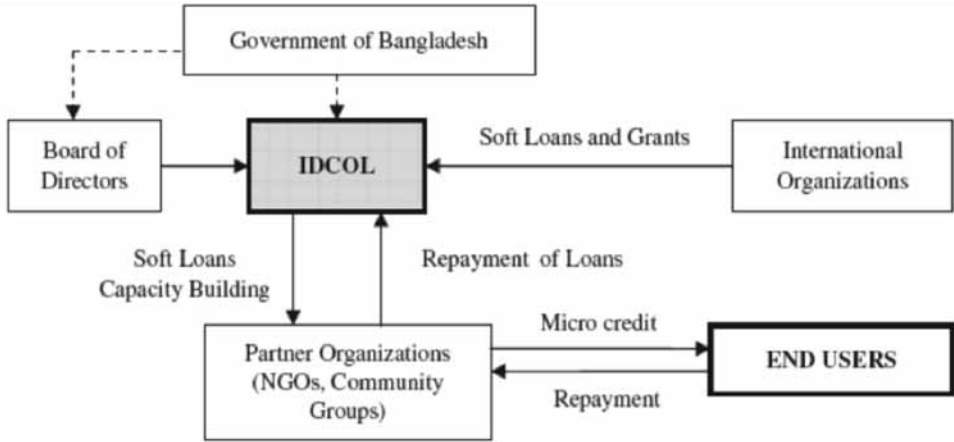 Government of Bangladesh
Board of
Directors
IDCOL
Soft Loans and Grants
International
Organizations
Soft Loans
Capacity Building
Repayment of Loans
Partner Organizations
(NGOs, Community
Groups)
Micro credit
Repayment
END USERS